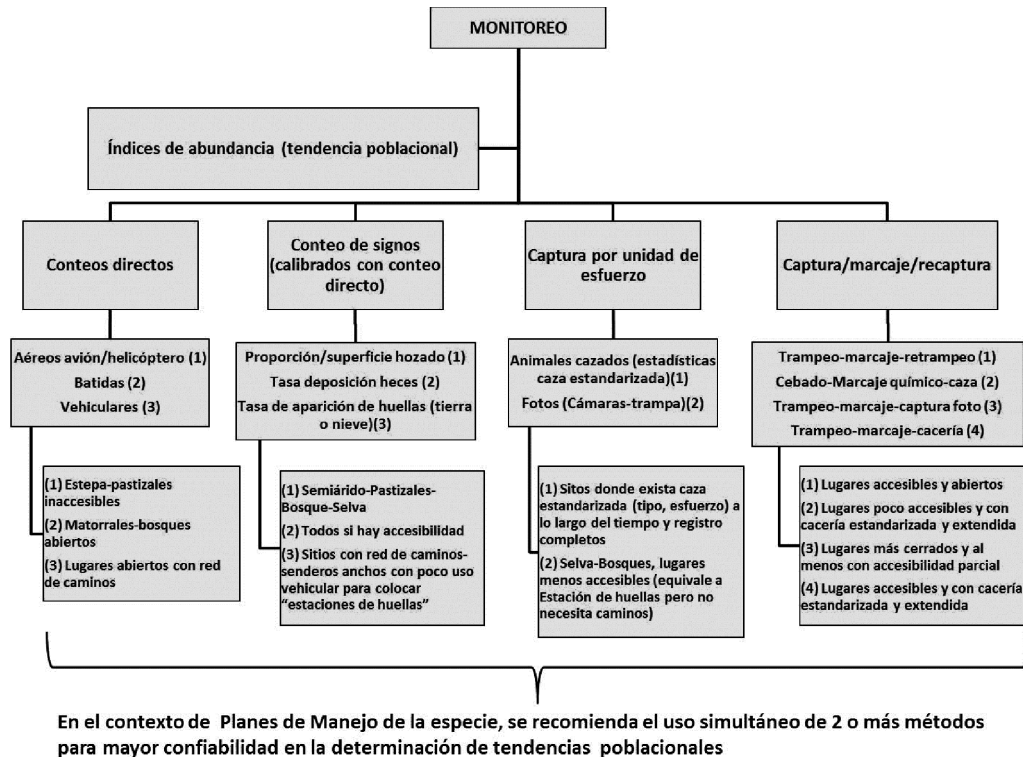 MONITOREO
Índices de abundancia (tendencia poblacional)
Conteos directos
Conteo de signos
(calibrados con conteo
directo)
Captura por unidad de
esfuerzo
Captura/marcaje/recaptura
Aéreos avión/helicóptero (1)
Batidas (2)
Vehiculares (3)
Proporción/superficie hozado (1)
Tasa deposición heces (2)
Tasa de aparición de huellas (tierra
o nieve)(3)
Animales cazados (estadísticas
caza estandarizada)(1)
Fotos (Cámaras-trampa)(2)
Trampeo-marcaje-retrampeo (1)
Cebado-Marcaje químico-caza (2)
Trampeo-marcaje-captura foto (3)
Trampeo-marcaje-cacería (4)
(1) Estepa-pastizales
inaccesibles
(2) Matorrales-bosques
abiertos
(3) Lugares abiertos con red
de caminos
(1) Semiárido-Pastizales-
Bosque-Selva
(2) Todos si hay accesibilidad
(3) Sitios con red de caminos-
senderos anchos con poco uso
vehicular para colocar
“estaciones de huellas”
(1) Sitos donde exista caza
estandarizada (tipo, esfuerzo) a
lo largo del tiempo y registro
completos
(2) Selva-Bosques, lugares
menos accesibles (equivale a
Estación de huellas pero no
necesita caminos)
(1) Lugares accesibles y abiertos
(2) Lugares poco accesibles y con
cacería estandarizada y extendida
(3) Lugares más cerrados y al
menos con accesibilidad parcial
(4) Lugares accesibles y con cacería
estandarizada y extendida
En el contexto de Planes de Manejo de la especie, se recomienda el uso simultáneo de 2 o más métodos
para mayor confiabilidad en la determinación de tendencias poblacionales